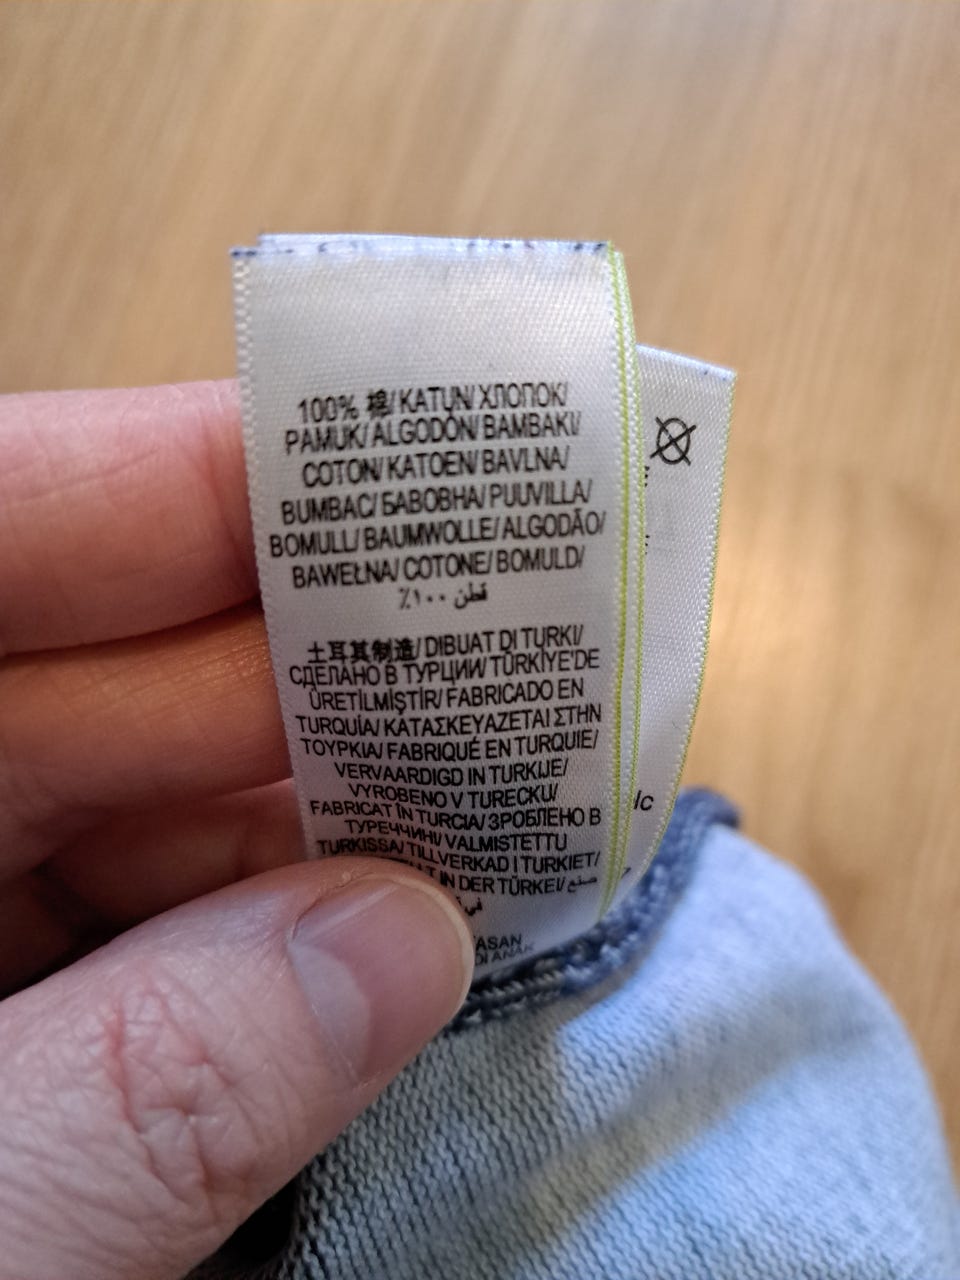 100% 棉/ KATUN/ ХЛОПОК/
PAMUK/ ALGODÓN/ BAMBAKI/
COTON/ KATOEN/ BAVLNA/
BUMBAC/ БАВОВНА/ PUUVILLA/
BOMULL/ BAUMWOLLE/ ALGODÃO/
BAWEŁNA/ COTONE/ BOMULD/
قطن ١٠٠٪
土耳其制造/ DIBUAT DI TURKI/
СДЕЛАНО В ТУРЦИИ/ TÜRKİYE'DE
ÜRETİLMİŞTİR/ FABRICADO EN
TURQUÍA/ ΚΑΤΑΣΚΕΥΑΖΕΤΑΙ ΣΤΗΝ
ΤΟΥΡΚΙΑ/ FABRIQUÉ EN TURQUIE/
VERVAARDIGD IN TURKIJE/
VYROBENO V TURECKU/
FABRICAT ÎN TURCIA/ ЗРОБЛЕНО В
ТУРЕЧЧИНІ/ VALMISTETTU
TURKISSA/ TILLVERKAD I TURKIET/
IN DER TÜRKEI/ صنع
في